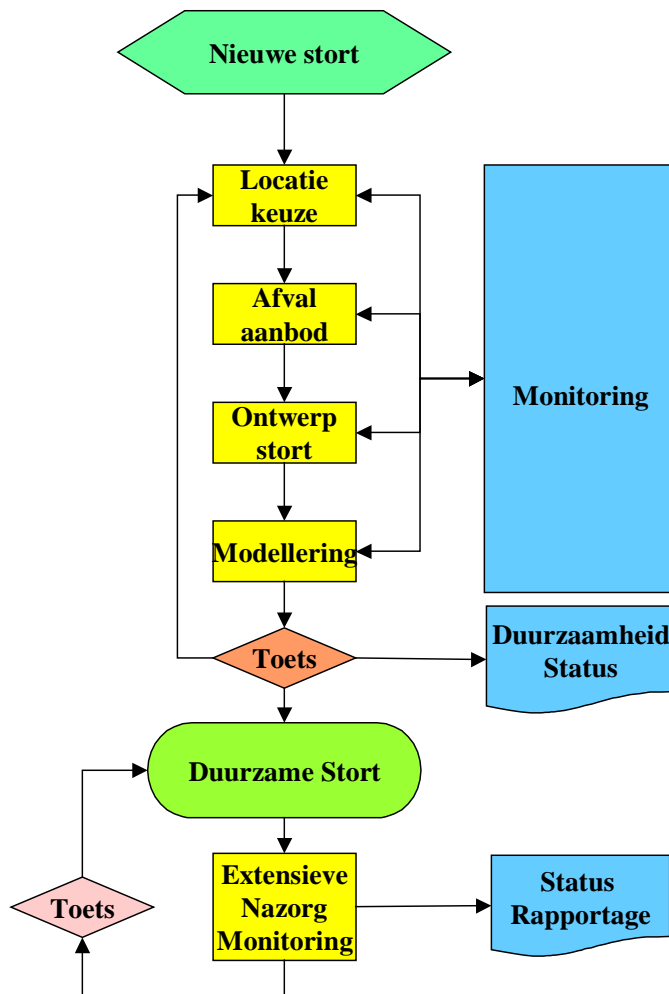 Nieuwe stort
Locatie
keuze
Afval
aanbod
Ontwerp
stort
Monitoring
Modellering
Toets
Duurzaamheid
Status
Duurzame Stort
Extensieve
Nazorg
Monitoring
Status
Rapportage
Toets